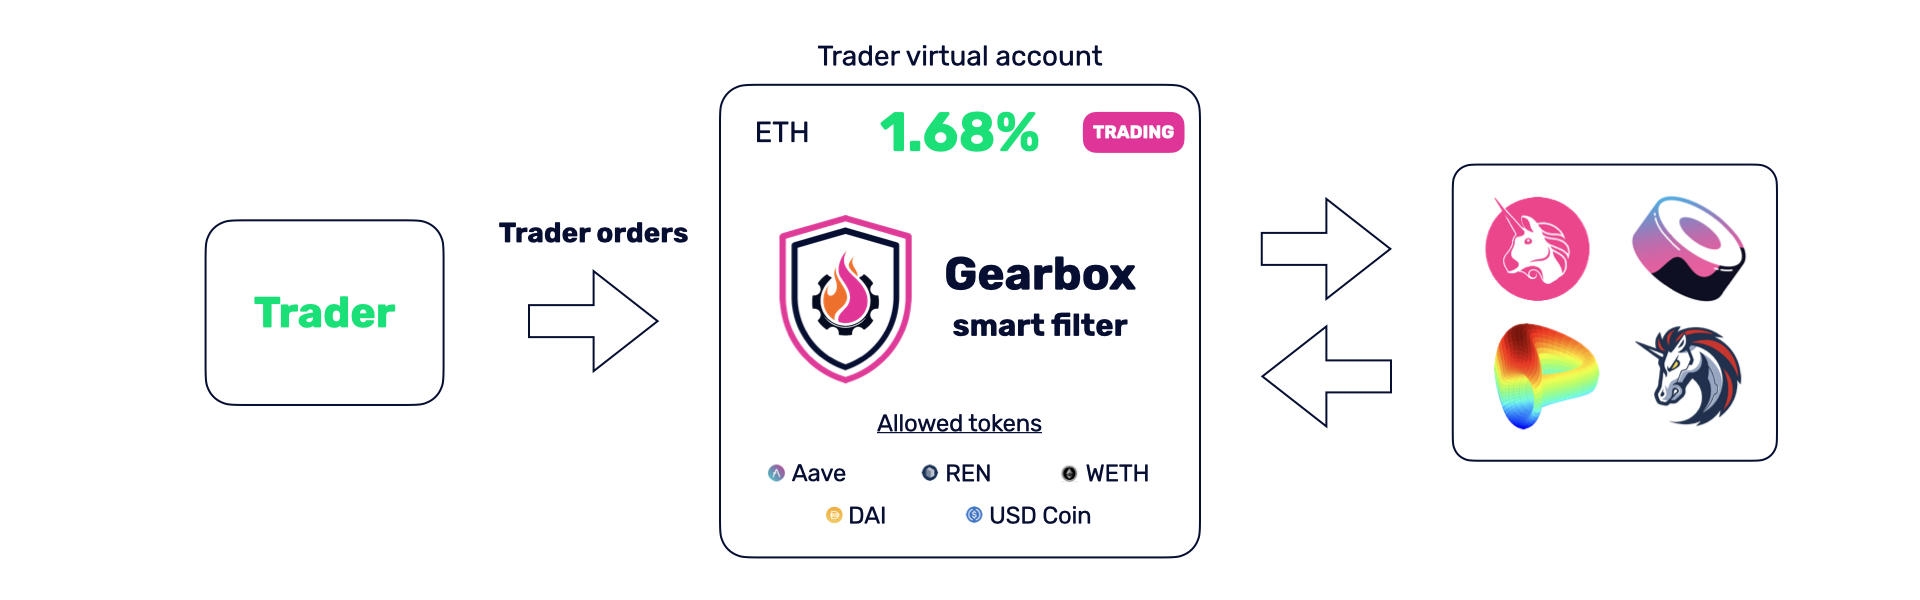 Trader virtual account
ETH 1.68% TRADING
Trader orders
Trader
Gearbox
smart filter
Allowed tokens
Aave REN WETH
DAI USD Coin